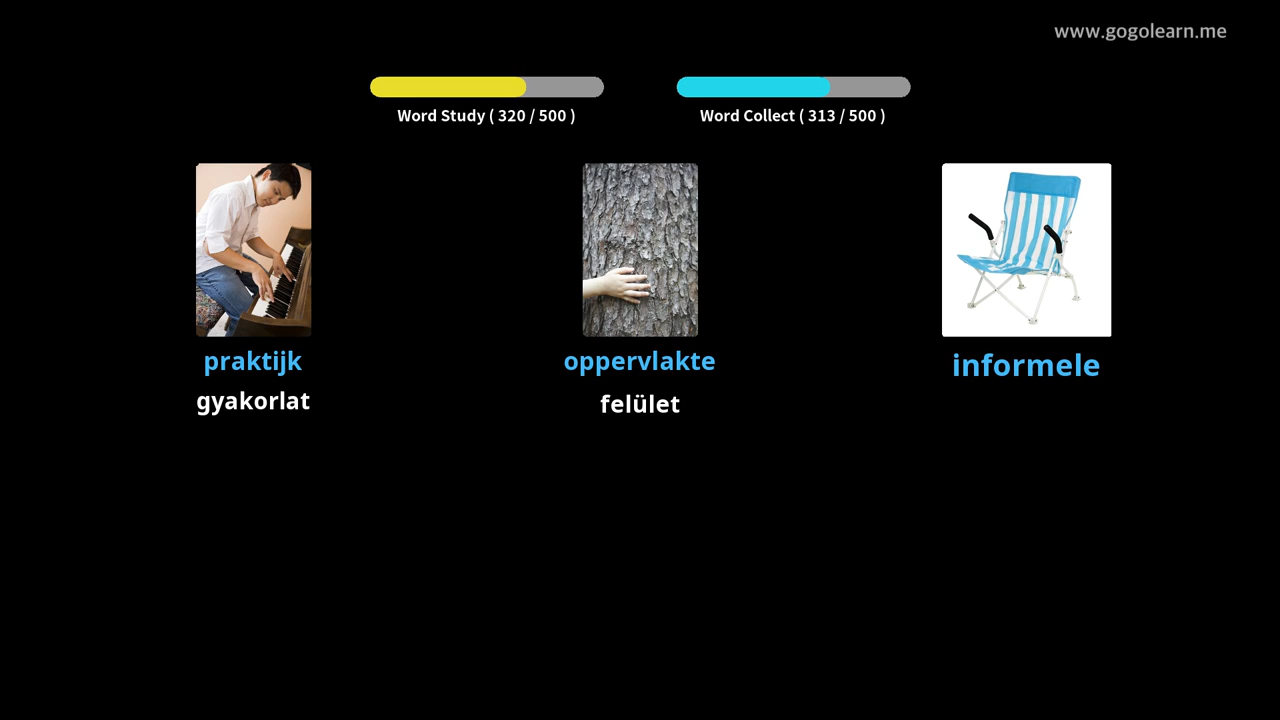 www.gogolearn.me
Word Study ( 320 / 500 )
Word Collect ( 313 / 500 )
praktijk
oppervlakte
informele
gyakorlat
felület